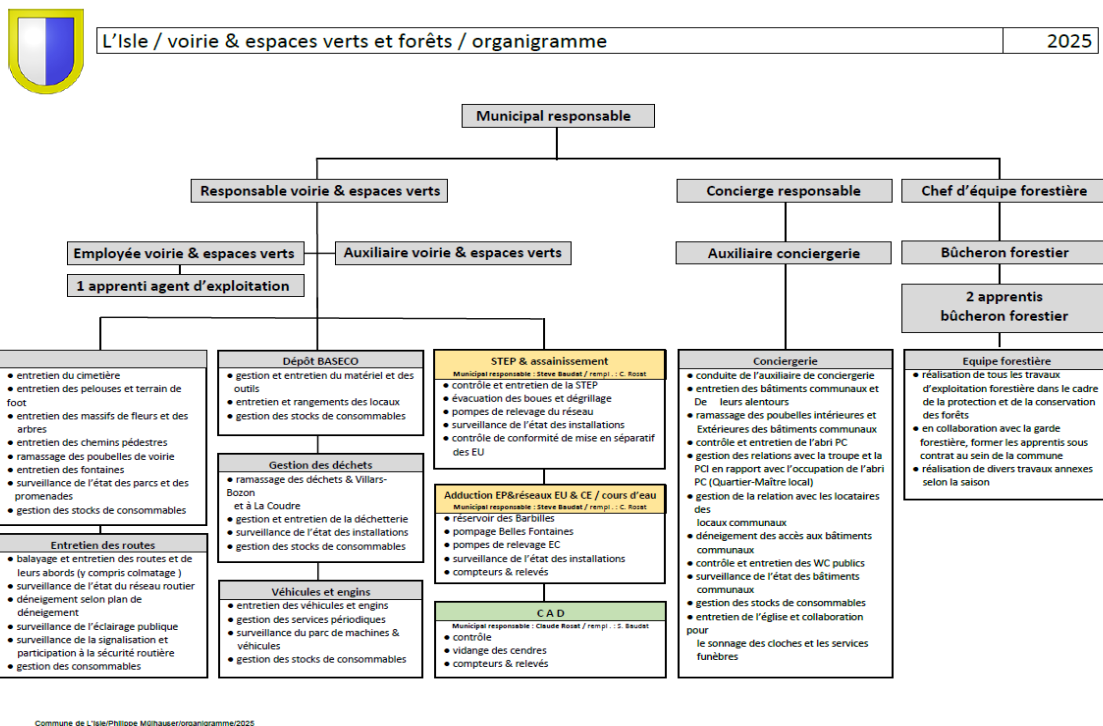 L'Isle / voirie & espaces verts et forêts / organigramme
2025
Municipal responsable
Responsable voirie & espaces verts
Concierge responsable
Chef d'équipe forestière
Employée voirie & espaces verts
Auxiliaire voirie & espaces verts
Auxiliaire conciergerie
Bûcheron forestier
1 apprenti agent d'exploitation
2 apprentis
bûcheron forestier
● entretien du cimetière
● entretien des pelouses et terrain de
foot
● entretien des massifs de fleurs et des
arbres
● entretien des chemins pédestres
● ramassage des poubelles de voirie
● entretien des fontaines
● surveillance de l'état des parcs et des
promenades
● gestion des stocks de consommables
Entretien des routes
● balayage et entretien des routes et de
leurs abords (y compris colmatage )
● surveillance de l'état du réseau routier
● déneigement selon plan de
déneigement
● surveillance de l'éclairage publique
● surveillance de la signalisation et
participation à la sécurité routière
● gestion des consommables
Dépôt BASECO
● gestion et entretien du matériel et des
outils
● entretien et rangements des locaux
● gestion des stocks de consommables
Gestion des déchets
● ramassage des déchets & Villars-
Bozon
et à La Coudre
● gestion et entretien de la déchetterie
● surveillance de l'état des installations
● gestion des stocks de consommables
Véhicules et engins
● entretien des véhicules et engins
● gestion des services périodiques
● surveillance du parc de machines &
véhicules
● gestion des stocks de consommables
STEP & assainissement
Municipal responsable : Steve Baudat / rempl . : C. Rosat
● contrôle et entretien de la STEP
● évacuation des boues et dégrillage
● pompes de relevage du réseau
● surveillance de l'état des installations
● contrôle de conformité de mise en séparatif
des EU
Adduction EP&réseaux EU & CE / cours d'eau
Municipal responsable : Steve Baudat / rempl . : C. Rosat
● réservoir des Barbilles
● pompage Belles Fontaines
● pompes de relevage EC
● surveillance de l'état des installations
● compteurs & relevés
C A D
Municipal responsable : Claude Rosat / rempl . : S. Baudat
● contrôle
● vidange des cendres
● compteurs & relevés
Conciergerie
● conduite de l'auxiliaire de conciergerie
● entretien des bâtiments communaux et
De leurs alentours
● ramassage des poubelles intérieures et
Extérieures des bâtiments communaux
● contrôle et entretien de l'abri PC
● gestion des relations avec la troupe et la
PCI en rapport avec l'occupation de l'abri
PC (Quartier-Maître local)
● gestion de la relation avec les locataires
des
locaux communaux
● déneigement des accès aux bâtiments
communaux
● contrôle et entretien des WC publics
● surveillance de l'état des bâtiments
communaux
● gestion des stocks de consommables
● entretien de l'église et collaboration
pour
le sonnage des cloches et les services
funèbres
Equipe forestière
● réalisation de tous les travaux
d'exploitation forestière dans le cadre
de la protection et de la conservation
des forêts
● en collaboration avec la garde
forestière, former les apprentis sous
contrat au sein de la commune
● réalisation de divers travaux annexes
selon la saison
Commune de L'Isle/Philippe Mülhauser/organigramme/2025